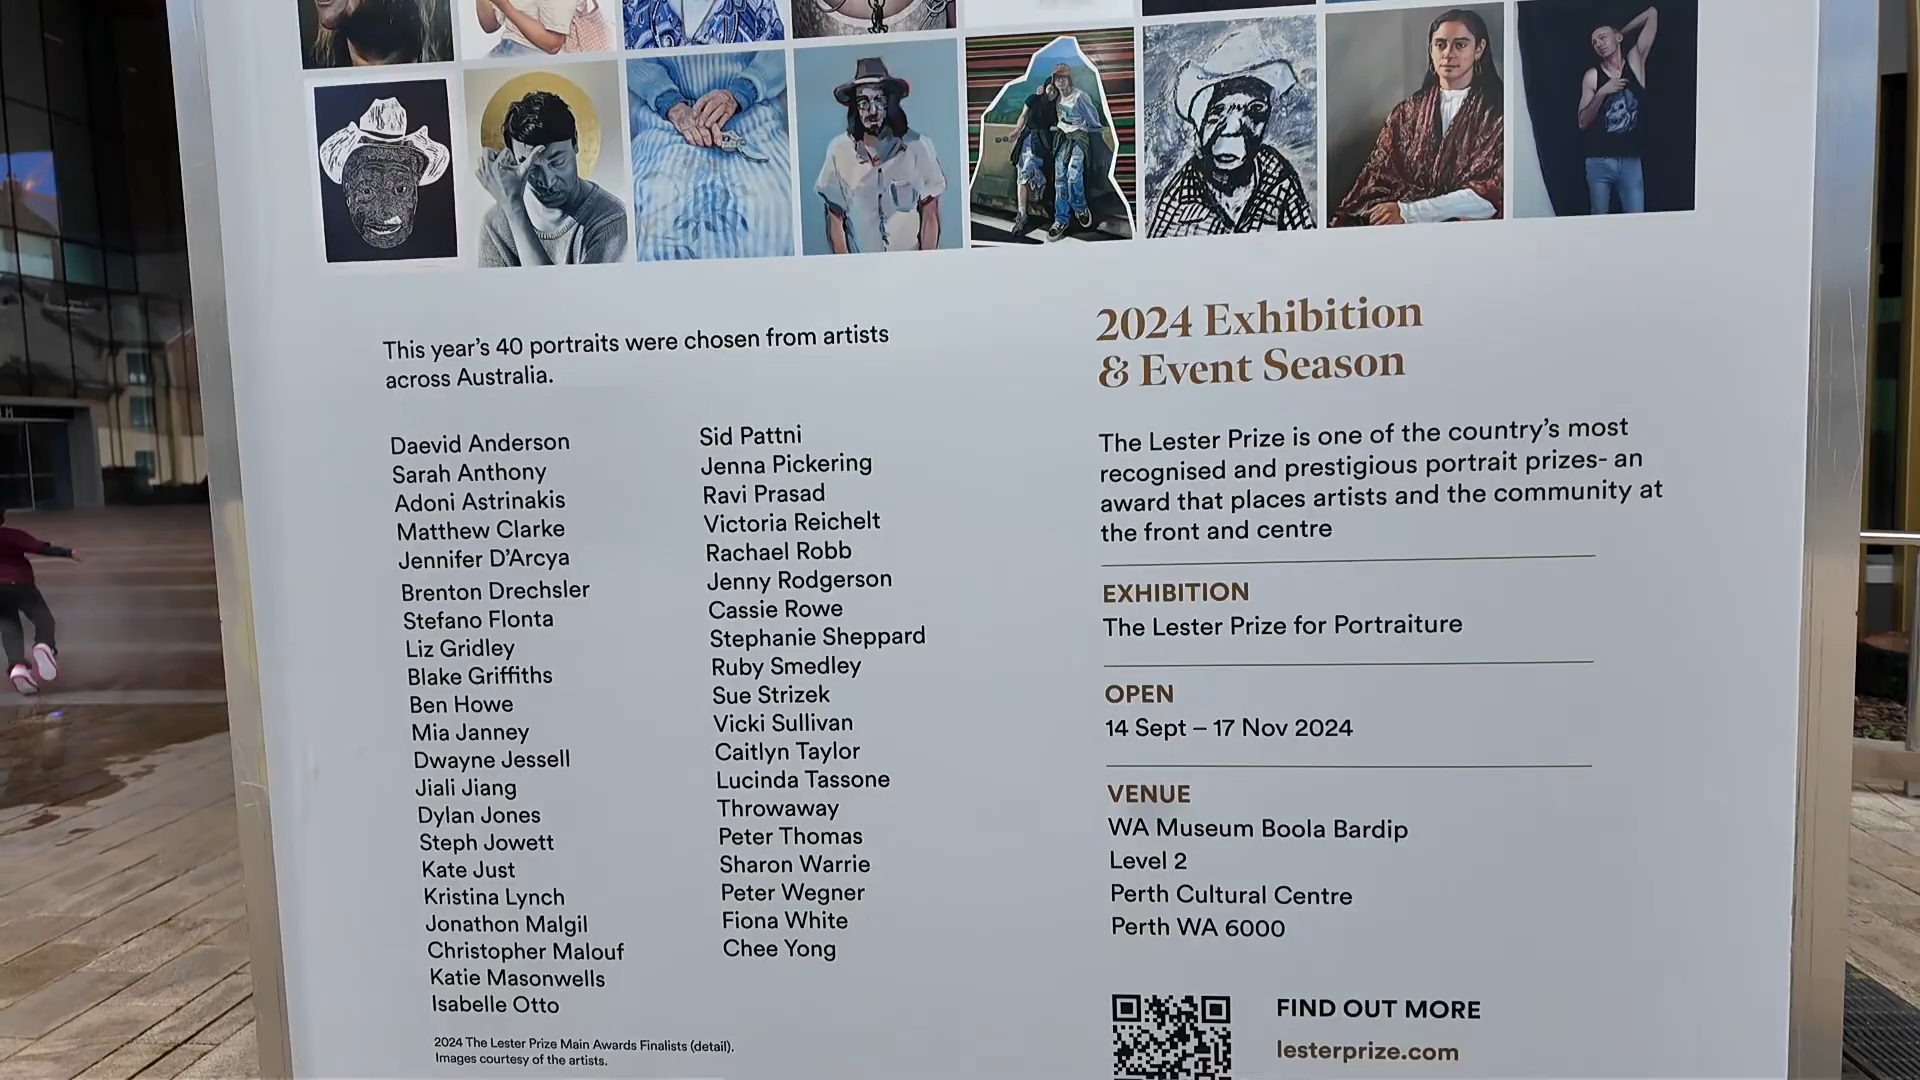 This year's 40 portraits were chosen from artists
across Australia.
Daevid Anderson
Sarah Anthony
Adoni Astrinakis
Matthew Clarke
Jennifer D'Arcya
Brenton Drechsler
Stefano Flonta
Liz Gridley
Blake Griffiths
Ben Howe
Mia Janney
Dwayne Jessell
Jiali Jiang
Dylan Jones
Steph Jowett
Kate Just
Kristina Lynch
Jonathon Malgil
Christopher Malouf
Katie Masonwells
Isabelle Otto
Sid Pattni
Jenna Pickering
Ravi Prasad
Victoria Reichelt
Rachael Robb
Jenny Rodgerson
Cassie Rowe
Stephanie Sheppard
Ruby Smedley
Sue Strizek
Vicki Sullivan
Caitlyn Taylor
Lucinda Tassone
Throwaway
Peter Thomas
Sharon Warrie
Peter Wegner
Fiona White
Chee Yong
2024 The Lester Prize Main Awards Finalists (detail).
Images courtesy of the artists.
2024 Exhibition
& Event Season
The Lester Prize is one of the country's most
recognised and prestigious portrait prizes- an
award that places artists and the community at
the front and centre
EXHIBITION
The Lester Prize for Portraiture
OPEN
14 Sept – 17 Nov 2024
VENUE
WA Museum Boola Bardip
Level 2
Perth Cultural Centre
Perth WA 6000
FIND OUT MORE
lesterprize.com